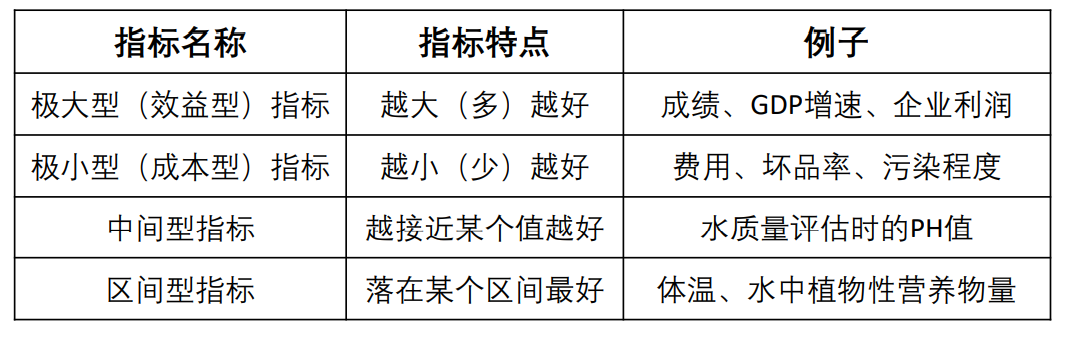 指标名称 指标特点 例子
极大型（效益型）指标 越大（多）越好 成绩、GDP增速、企业利润
极小型（成本型）指标 越小（少）越好 费用、坏品率、污染程度
中间型指标 越接近某个值越好 水质量评估时的PH值
区间型指标 落在某个区间最好 体温、水中植物性营养物量